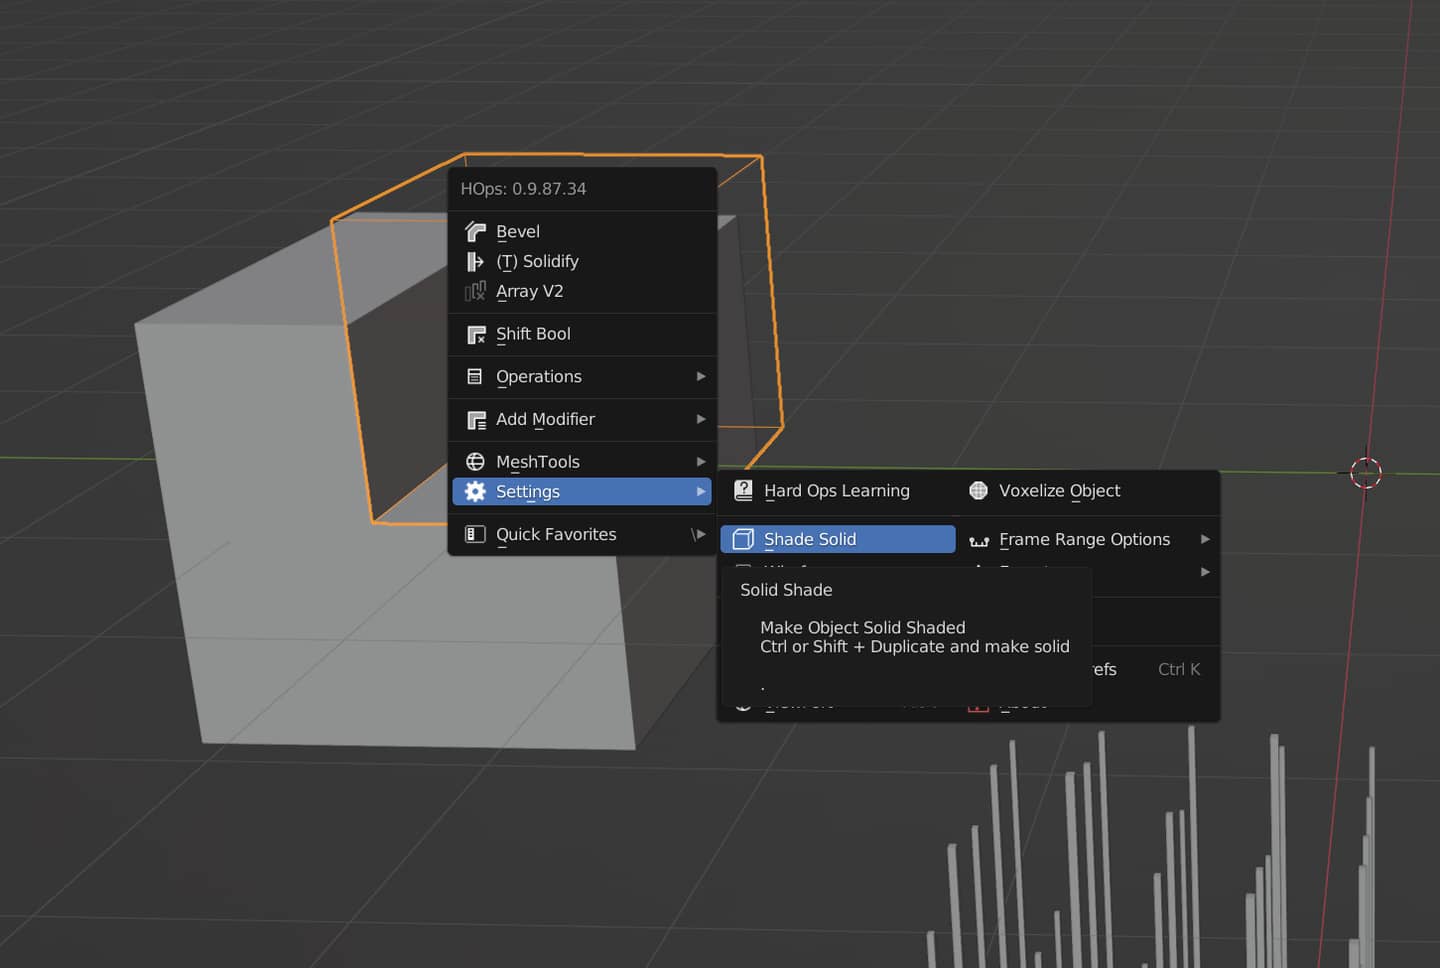 HOps: 0.9.87.34
Bevel
(T) Solidify
Array V2
Shift Bool
Operations
Add Modifier
MeshTools
Settings
Quick Favorites
Hard Ops Learning
Voxelize Object
Shade Solid
Frame Range Options
Solid Shade
Make Object Solid Shaded
Ctrl or Shift + Duplicate and make solid
.
Ctrl K